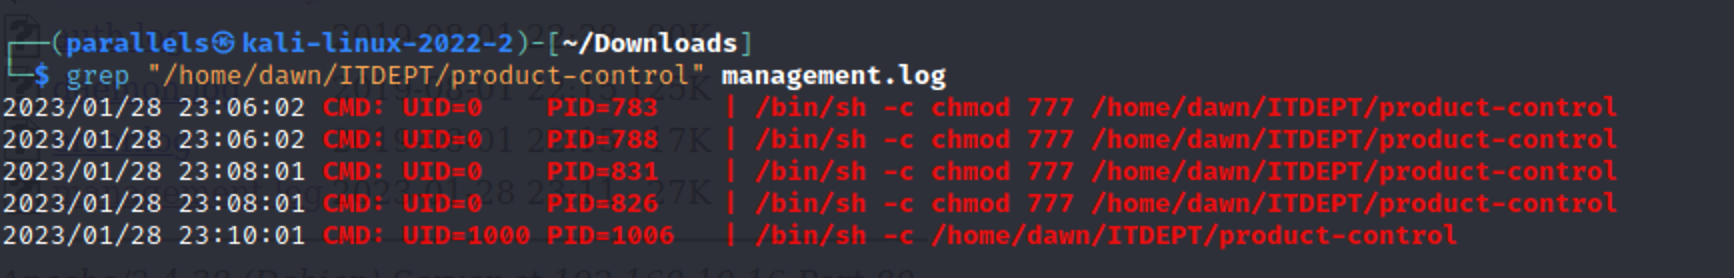 ┌──(parallels㉿kali-linux-2022-2)-[~/Downloads]
└─$ grep "/home/dawn/ITDEPT/product-control" management.log
2023/01/28 23:06:02 CMD: UID=0    PID=783    | /bin/sh -c chmod 777 /home/dawn/ITDEPT/product-control
2023/01/28 23:06:02 CMD: UID=0    PID=788    | /bin/sh -c chmod 777 /home/dawn/ITDEPT/product-control
2023/01/28 23:08:01 CMD: UID=0    PID=831    | /bin/sh -c chmod 777 /home/dawn/ITDEPT/product-control
2023/01/28 23:08:01 CMD: UID=0    PID=826    | /bin/sh -c chmod 777 /home/dawn/ITDEPT/product-control
2023/01/28 23:10:01 CMD: UID=1000 PID=1006   | /bin/sh -c /home/dawn/ITDEPT/product-control